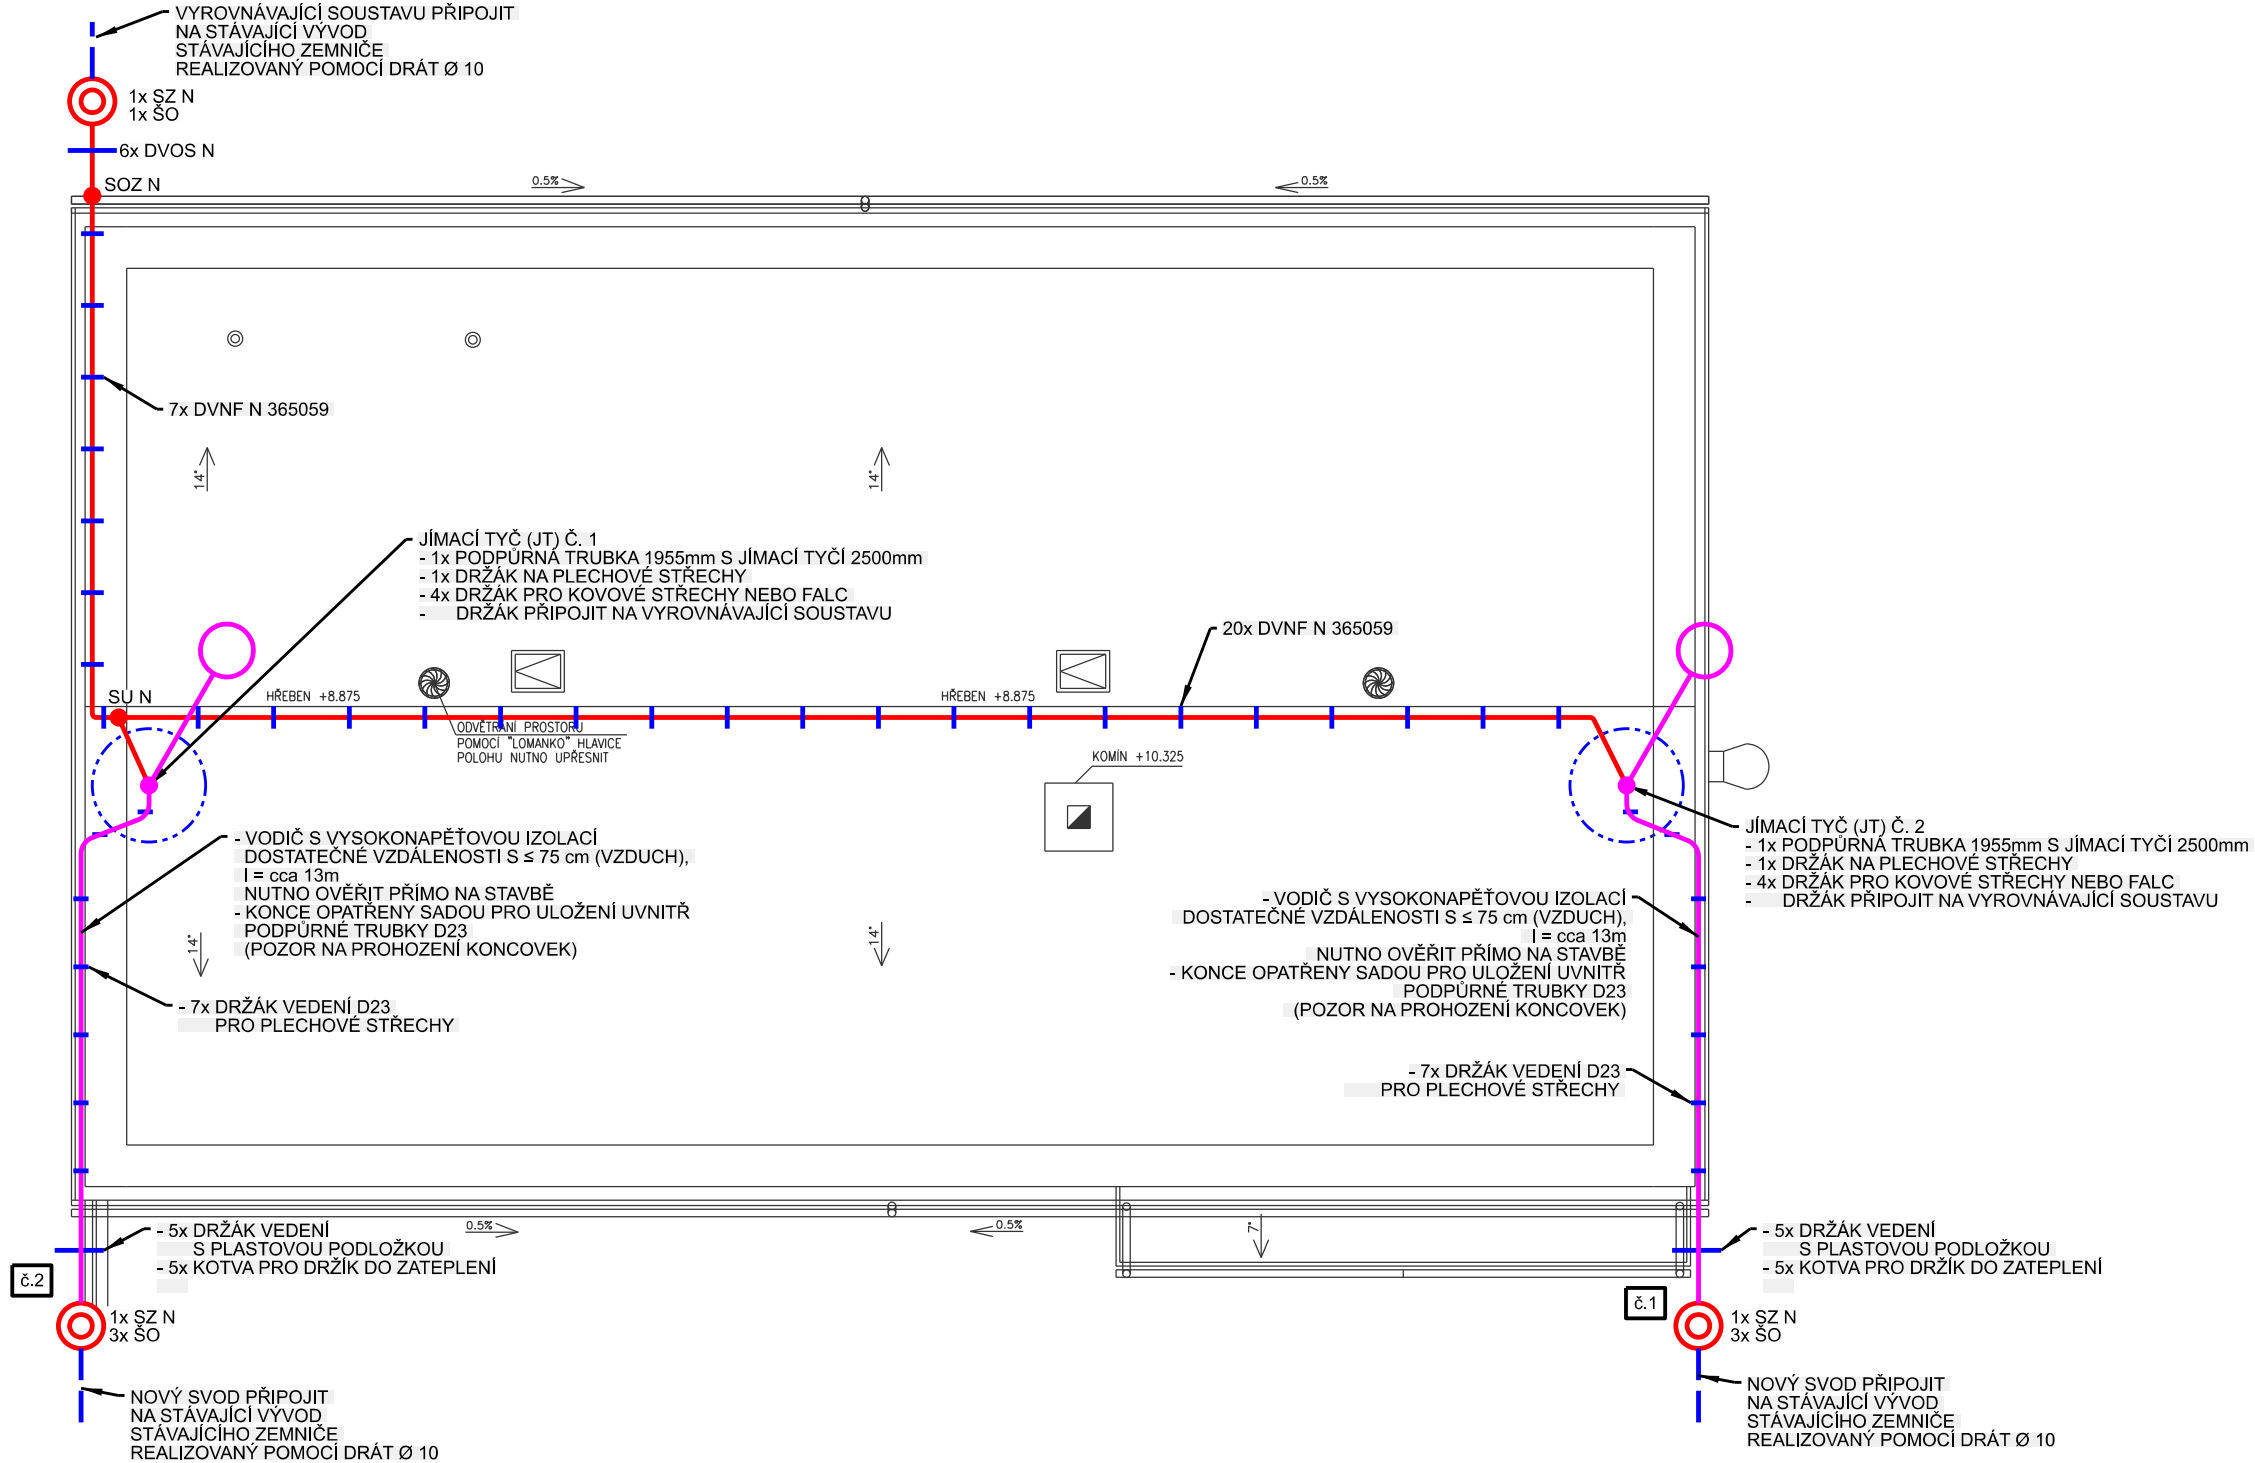 VYROVNÁVAJÍCÍ SOUSTAVU PŘIPOJIT
NA STÁVAJÍCÍ VÝVOD
STÁVAJÍCÍHO ZEMNIČE
REALIZOVANÝ POMOCÍ DRÁT Ø 10
1x SZ N
1x ŠO
6x DVOS N
SOZ N
0.5%
0.5%
7x DVNF N 365059
14°
14°
JÍMACÍ TYČ (JT) Č. 1
- 1x PODPŮRNÁ TRUBKA 1955mm S JÍMACÍ TYČÍ 2500mm
- 1x DRŽÁK NA PLECHOVÉ STŘECHY
- 4x DRŽÁK PRO KOVOVÉ STŘECHY NEBO FALC
- DRŽÁK PŘIPOJIT NA VYROVNÁVAJÍCÍ SOUSTAVU
20x DVNF N 365059
SU N
HŘEBEN +8.875
HŘEBEN +8.875
ODVĚTRANÍ PROSTORU
POMOCÍ "LOMANKO" HLAVICE
POLOHU NUTNO UPŘESNIT
KOMÍN +10.325
- VODIČ S VYSOKONAPĚŤOVOU IZOLACÍ
DOSTATEČNÉ VZDÁLENOSTI S ≤ 75 cm (VZDUCH),
l = cca 13m
NUTNO OVĚŘIT PŘÍMO NA STAVBĚ
- KONCE OPATŘENY SADOU PRO ULOŽENÍ UVNITŘ
PODPŮRNÉ TRUBKY D23
(POZOR NA PROHOZENÍ KONCOVEK)
JÍMACÍ TYČ (JT) Č. 2
- 1x PODPŮRNÁ TRUBKA 1955mm S JÍMACÍ TYČÍ 2500mm
- 1x DRŽÁK NA PLECHOVÉ STŘECHY
- 4x DRŽÁK PRO KOVOVÉ STŘECHY NEBO FALC
- DRŽÁK PŘIPOJIT NA VYROVNÁVAJÍCÍ SOUSTAVU
- VODIČ S VYSOKONAPĚŤOVOU IZOLACÍ
DOSTATEČNÉ VZDÁLENOSTI S ≤ 75 cm (VZDUCH),
l = cca 13m
NUTNO OVĚŘIT PŘÍMO NA STAVBĚ
- KONCE OPATŘENY SADOU PRO ULOŽENÍ UVNITŘ
PODPŮRNÉ TRUBKY D23
(POZOR NA PROHOZENÍ KONCOVEK)
14°
14°
- 7x DRŽÁK VEDENÍ D23
PRO PLECHOVÉ STŘECHY
- 7x DRŽÁK VEDENÍ D23
PRO PLECHOVÉ STŘECHY
0.5%
0.5%
7°
- 5x DRŽÁK VEDENÍ
S PLASTOVOU PODLOŽKOU
- 5x KOTVA PRO DRŽÍK DO ZATEPLENÍ
- 5x DRŽÁK VEDENÍ
S PLASTOVOU PODLOŽKOU
- 5x KOTVA PRO DRŽÍK DO ZATEPLENÍ
č.2
č.1
1x SZ N
3x ŠO
1x SZ N
3x ŠO
NOVÝ SVOD PŘIPOJIT
NA STÁVAJÍCÍ VÝVOD
STÁVAJÍCÍHO ZEMNIČE
REALIZOVANÝ POMOCÍ DRÁT Ø 10
NOVÝ SVOD PŘIPOJIT
NA STÁVAJÍCÍ VÝVOD
STÁVAJÍCÍHO ZEMNIČE
REALIZOVANÝ POMOCÍ DRÁT Ø 10